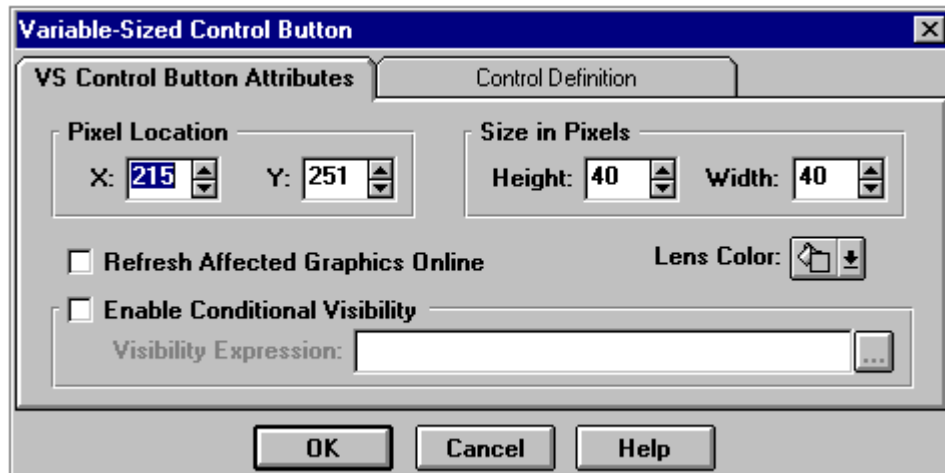 Variable-Sized Control Button
VS Control Button Attributes Control Definition
Pixel Location Size in Pixels
X: 215 Y: 251 Height: 40 Width: 40
Refresh Affected Graphics Online Lens Color:
Enable Conditional Visibility
Visibility Expression: ...
OK Cancel Help